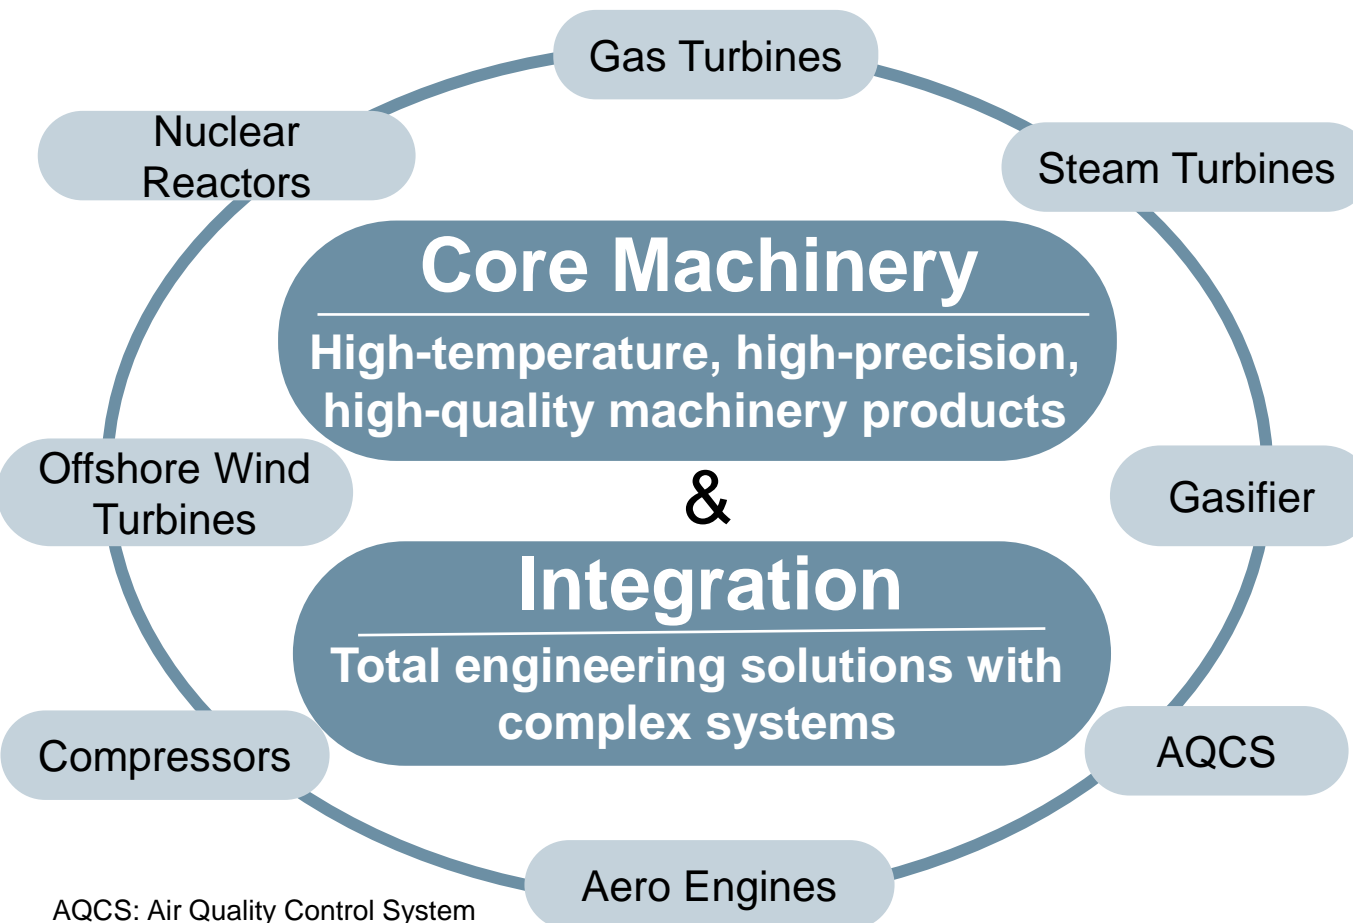 Gas Turbines
Nuclear
Reactors
Steam Turbines
Core Machinery
High-temperature, high-precision,
high-quality machinery products
Offshore Wind
Turbines
&
Gasifier
Integration
Total engineering solutions with
complex systems
Compressors
AQCS
Aero Engines
AQCS: Air Quality Control System